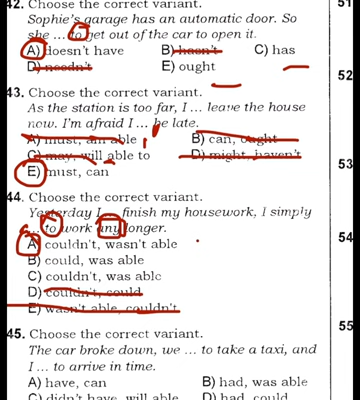 42. Choose the correct variant.
Sophie's garage has an automatic door. So
she ... to get out of the car to open it.
A) doesn't have B) hasn't C) has
D) needn't E) ought
43. Choose the correct variant.
As the station is too far, I ... leave the house
now. I'm afraid I ... be late.
A) must, am able B) can, ought
C) may, will able to D) might, haven't
E) must, can
44. Choose the correct variant.
Yesterday I ... finish my housework, I simply
... to work any longer.
A) couldn't, wasn't able
B) could, was able
C) couldn't, was able
D) couldn't, could
E) wasn't able, couldn't
45. Choose the correct variant.
The car broke down, we ... to take a taxi, and
I ... to arrive in time.
A) have, can B) had, was able
C) didn't have, will able D) had, could
51
52
53
54
55